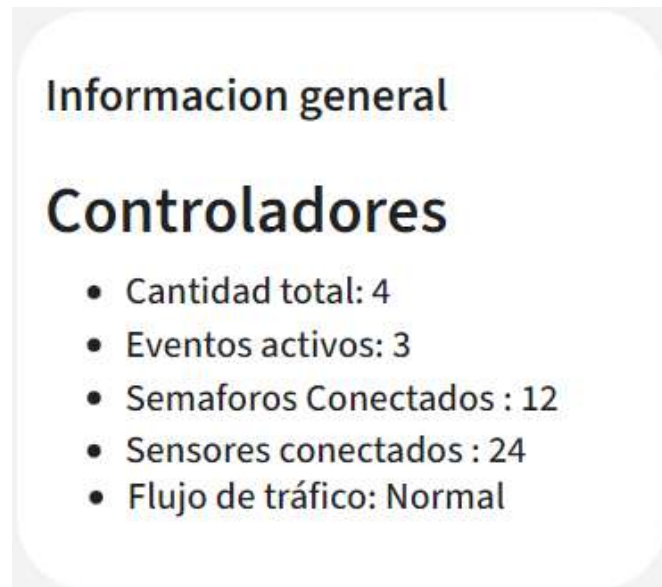 Informacion general
Controladores
• Cantidad total: 4
• Eventos activos: 3
• Semaforos Conectados : 12
• Sensores conectados : 24
• Flujo de tráfico: Normal